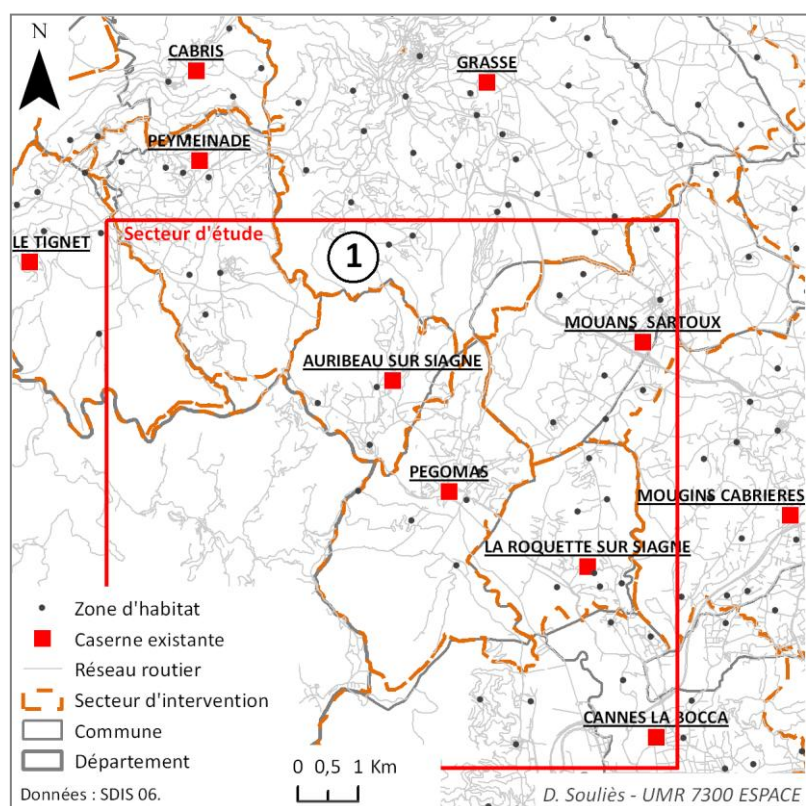 N
CABRIS
GRASSE
PEYMEINADE
LE TIGNET
Secteur d'étude
1
MOUANS SARTOUX
AURIBEAU SUR SIAGNE
PEGOMAS
MOUGINS CABRIERES
LA ROQUETTE SUR SIAGNE
CANNES LA BOCCA
Zone d'habitat
Caserne existante
Réseau routier
Secteur d'intervention
Commune
Département
Données : SDIS 06.
0 0,5 1 Km
D. Souliès - UMR 7300 ESPACE